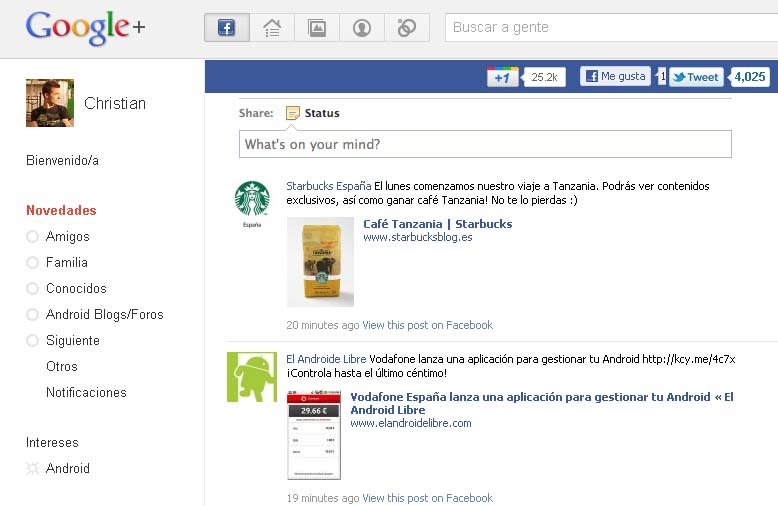 Google+
Buscar a gente
+1
25.2k
Me gusta
1
Tweet
4,025
Christian
Bienvenido/a
Novedades
Amigos
Familia
Conocidos
Android Blogs/Foros
Siguiente
Otros
Notificaciones
Intereses
Android
Share: Status
What's on your mind?
Starbucks España El lunes comenzamos nuestro viaje a Tanzania. Podrás ver contenidos
exclusivos, así como ganar café Tanzania! No te lo pierdas :)
España
TANZANIA
Café Tanzania | Starbucks
www.starbucksblog.es
20 minutes ago View this post on Facebook
El Androide Libre Vodafone lanza una aplicación para gestionar tu Android http://kcy.me/4c7x
¡Controla hasta el último céntimo!
29.66 €
Vodafone España lanza una aplicación para gestionar tu Android « El
Android Libre
www.elandroidelibre.com
19 minutes ago View this post on Facebook